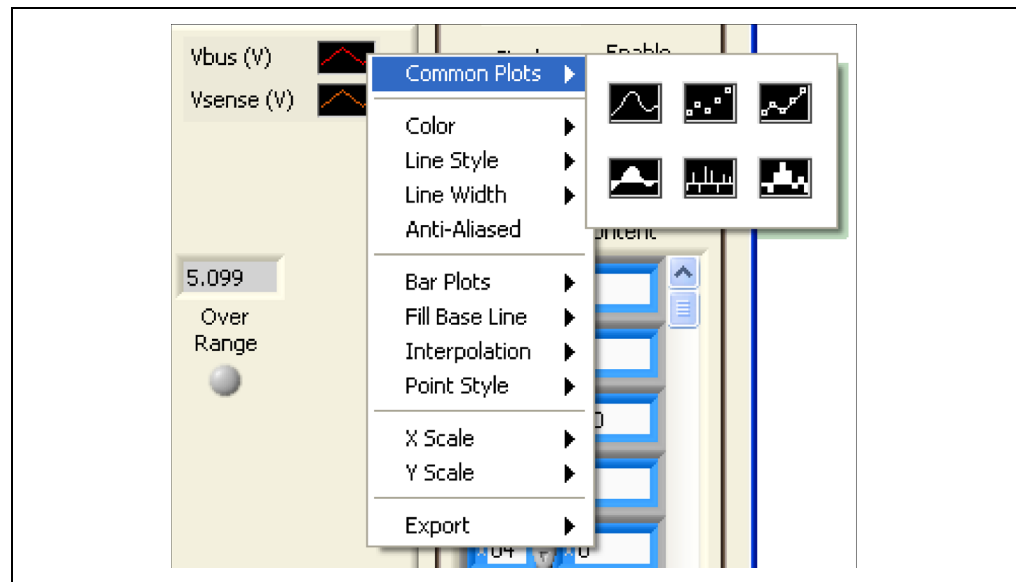 Vbus (V)
Vsense (V)
Common Plots
Color
Line Style
Line Width
Anti-Aliased
Bar Plots
Fill Base Line
Interpolation
Point Style
X Scale
Y Scale
Export
Enable
5.099
Over
Range